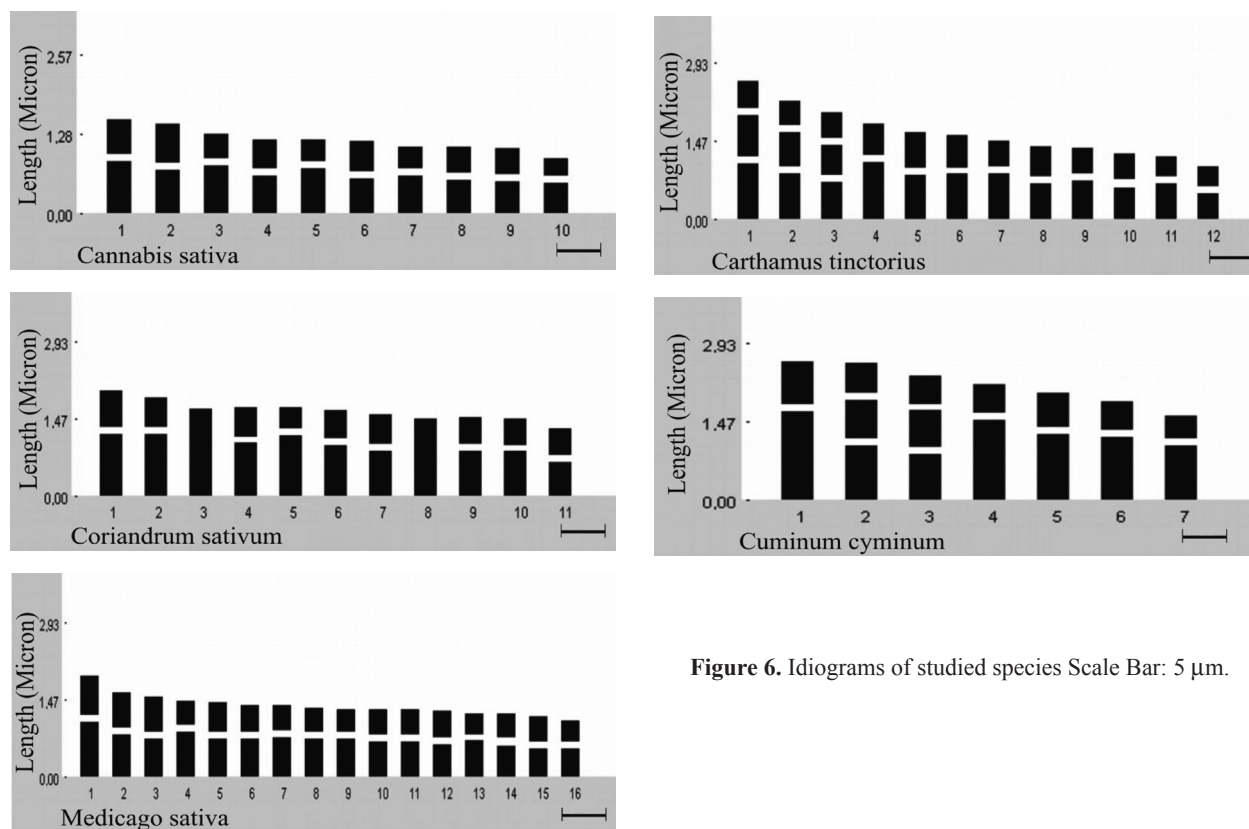 Length (Micron)
2,57
1,28
0,00
1 2 3 4 5 6 7 8 9 10
Cannabis sativa
Length (Micron)
2,93
1,47
0,00
1 2 3 4 5 6 7 8 9 10 11 12
Carthamus tinctorius
Length (Micron)
2,93
1,47
0,00
1 2 3 4 5 6 7 8 9 10 11
Coriandrum sativum
Length (Micron)
2,93
1,47
0,00
1 2 3 4 5 6 7
Cuminum cyminum
Length (Micron)
2,93
1,47
0,00
1 2 3 4 5 6 7 8 9 10 11 12 13 14 15 16
Medicago sativa
Figure 6. Idiograms of studied species Scale Bar: 5 μm.